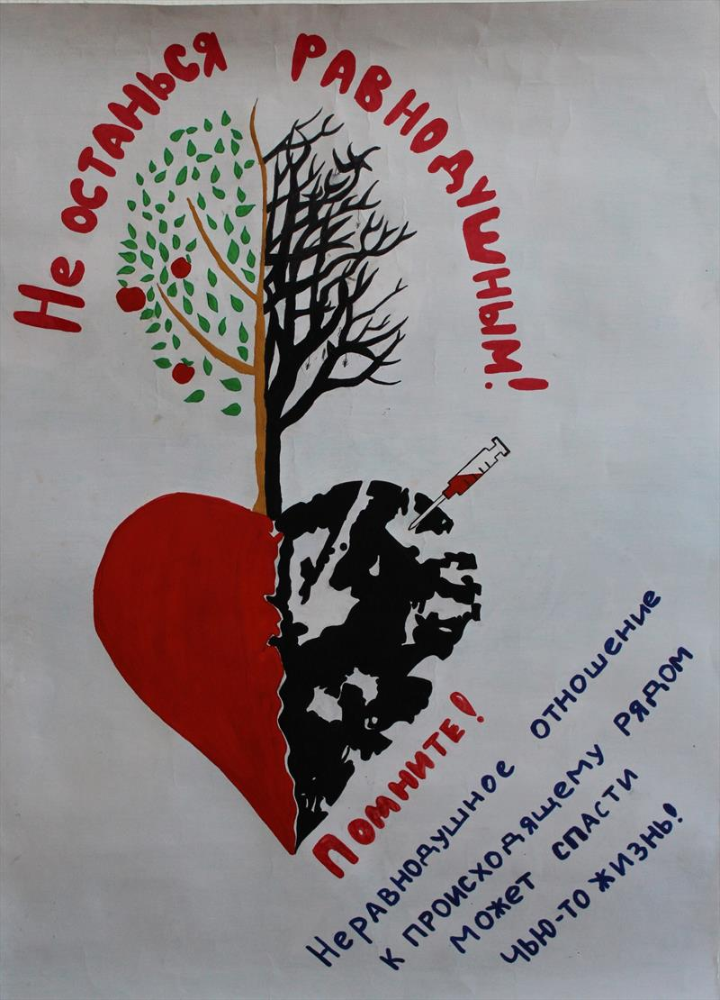 Не останься равнодушным!
Помните!
Неравнодушное отношение
к происходящему рядом
может спасти
чью-то жизнь!